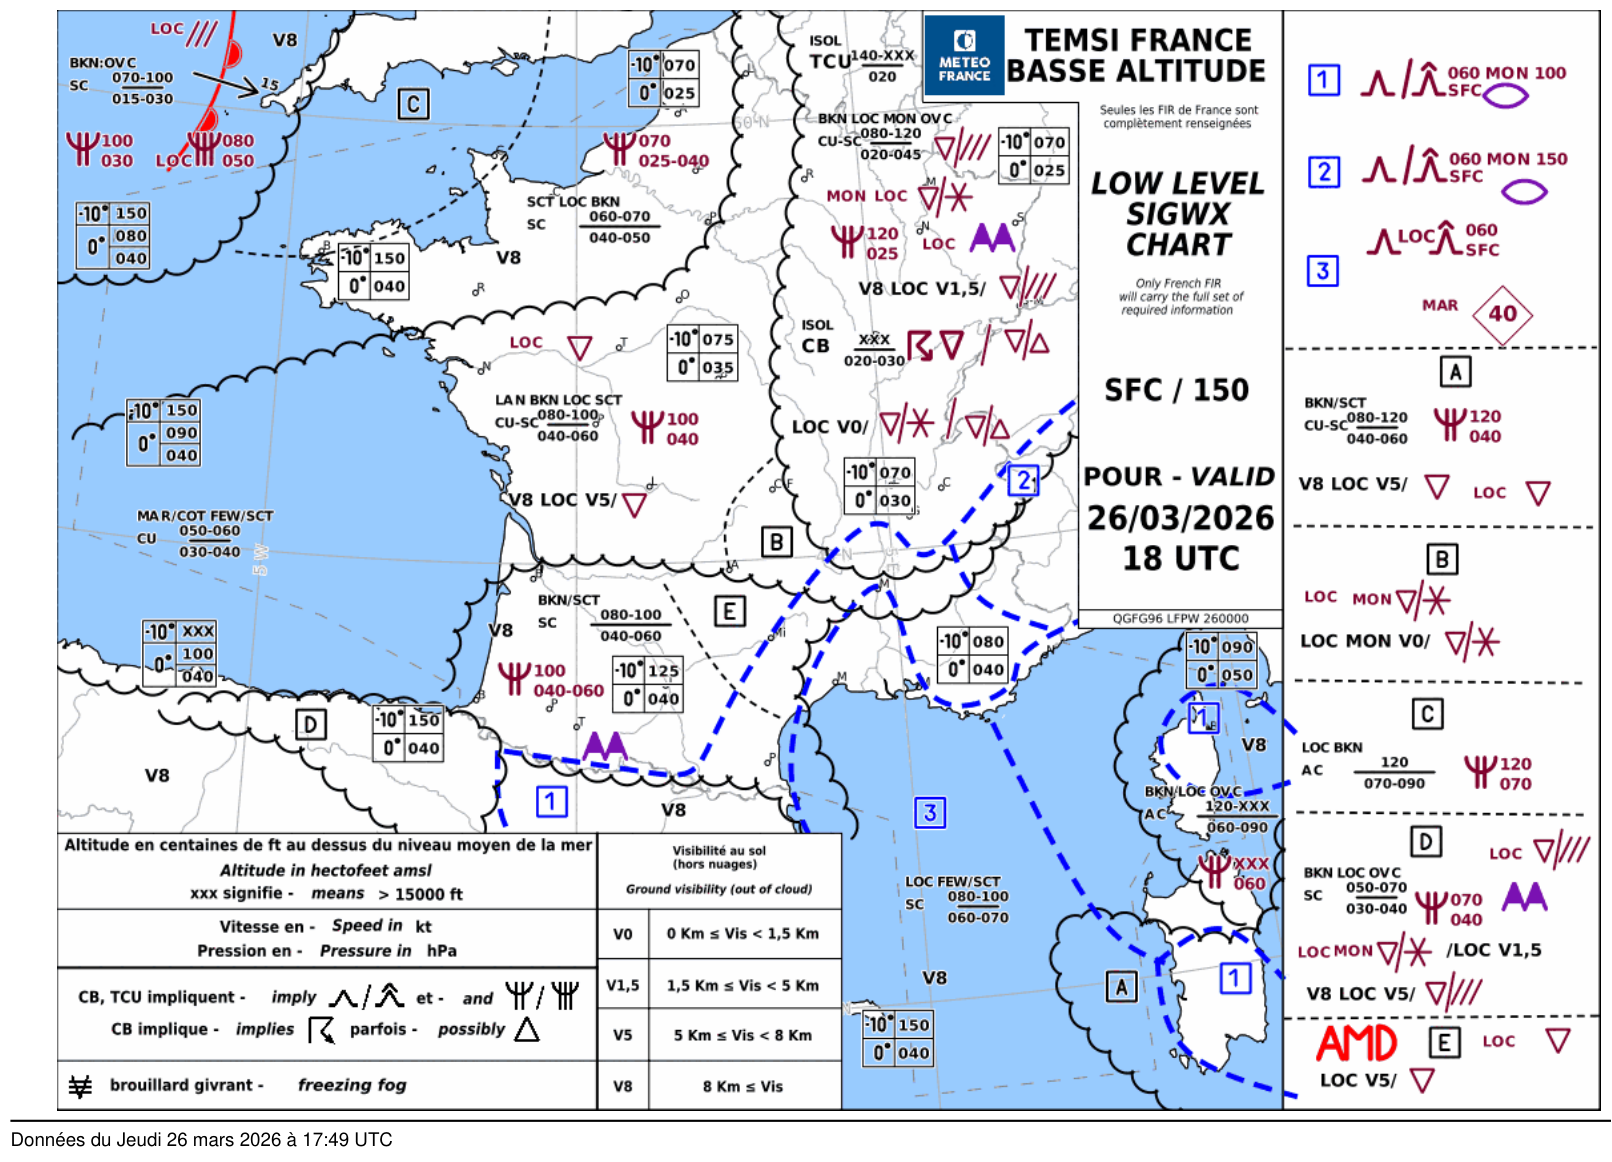 LOC
V8
BKN:OVC
SC 070-100
015-030
15
100
030
LOC 080
050
-10° 150
0° 080
040
C
-10° 070
0° 025
070
025-040
SCT LOC BKN
SC 060-070
040-050
V8
-10° 150
0° 040
ISOL
TCU 140-XXX
020
BKN LOC MON OVC
CU-SC 080-120
020-045
-10° 070
0° 025
MON LOC
120
025
LOC
V8 LOC V1,5/
ISOL
CB XXX
020-030
LOC V0/
-10° 070
0° 030
LOC
-10° 075
0° 035
LAN BKN LOC SCT
CU-SC 080-100
040-060
100
040
V8 LOC V5/
-10° 150
0° 090
040
MAR/COT FEW/SCT
CU 050-060
030-040
5 W
-10° XXX
0° 100
040
B
2
BKN/SCT
SC 080-100
040-060
E
V8
100
040-060
-10° 125
0° 040
-10° 080
0° 040
D
-10° 150
0° 040
V8
1
V8
3
LOC FEW/SCT
SC 080-100
060-070
V8
-10° 150
0° 040
-10° 090
0° 050
1
V8
BKN LOC OVC
AC 120-XXX
060-090
XXX
060
A
1
METEO
FRANCE
TEMSI FRANCE
BASSE ALTITUDE
Seules les FIR de France sont
complètement renseignées
LOW LEVEL
SIGWX
CHART
Only French FIR
will carry the full set of
required information
SFC / 150
POUR - VALID
26/03/2026
18 UTC
QGFG96 LFPW 260000
1 060 MON 100
SFC
2 060 MON 150
SFC
3 LOC 060
SFC
MAR 40
A
BKN/SCT
CU-SC 080-120
040-060
120
040
V8 LOC V5/ LOC
B
LOC MON
LOC MON V0/
C
LOC BKN
AC 120
070-090
120
070
D LOC
BKN LOC OVC
SC 050-070
030-040
070
040
LOC MON /LOC V1,5
V8 LOC V5/
AMD E LOC
LOC V5/
Altitude en centaines de ft au dessus du niveau moyen de la mer
Altitude in hectofeet amsl
xxx signifie - means > 15000 ft
Vitesse en - Speed in kt
Pression en - Pressure in hPa
CB, TCU impliquent - imply / et - and /
CB implique - implies parfois - possibly
brouillard givrant - freezing fog
Visibilité au sol
(hors nuages)
Ground visibility (out of cloud)
V0 0 Km ≤ Vis < 1,5 Km
V1,5 1,5 Km ≤ Vis < 5 Km
V5 5 Km ≤ Vis < 8 Km
V8 8 Km ≤ Vis
Données du Jeudi 26 mars 2026 à 17:49 UTC